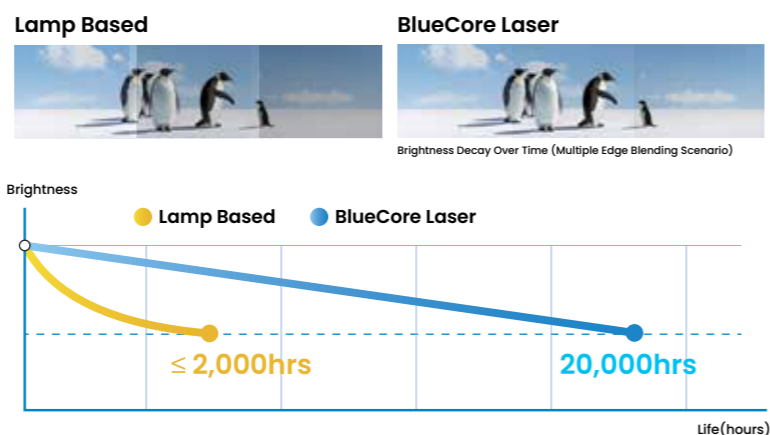 Lamp Based
BlueCore Laser
Brightness Decay Over Time (Multiple Edge Blending Scenario)
Brightness
Lamp Based
BlueCore Laser
≤ 2,000hrs
20,000hrs
Life(hours)